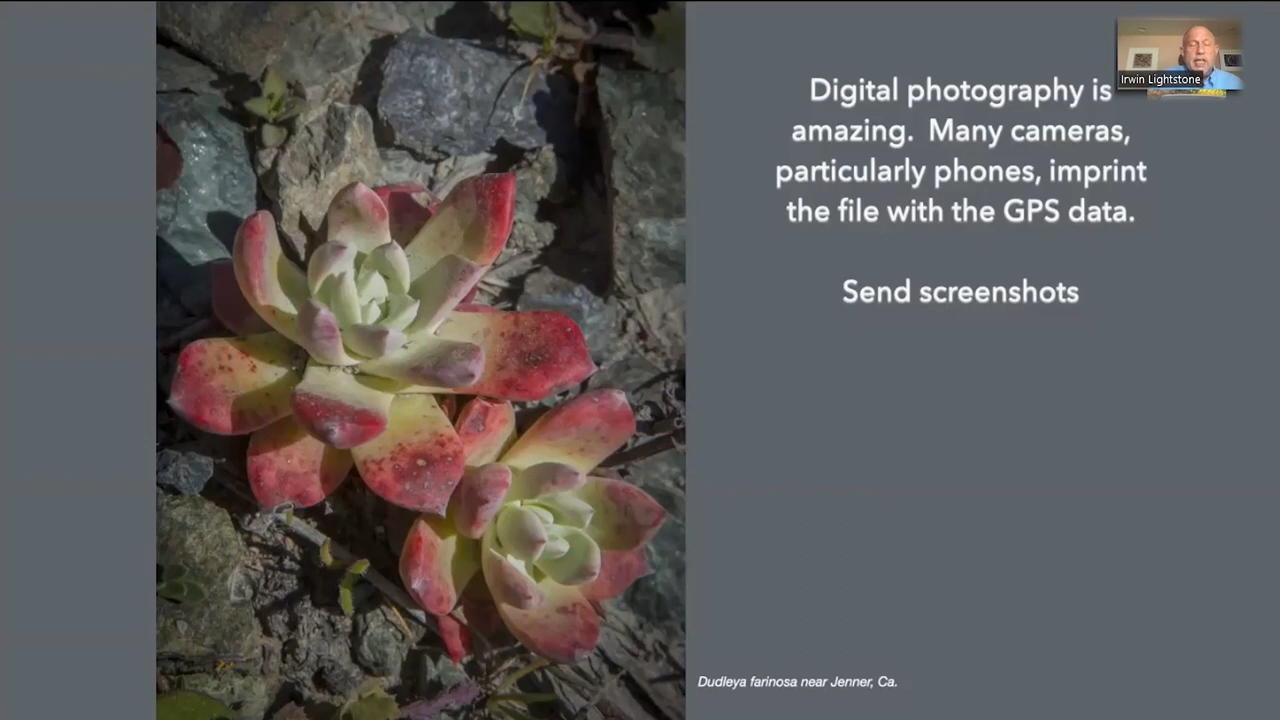 Irwin Lightstone
Digital photography is
amazing.  Many cameras,
particularly phones, imprint
the file with the GPS data.
Send screenshots
Dudleya farinosa near Jenner, Ca.